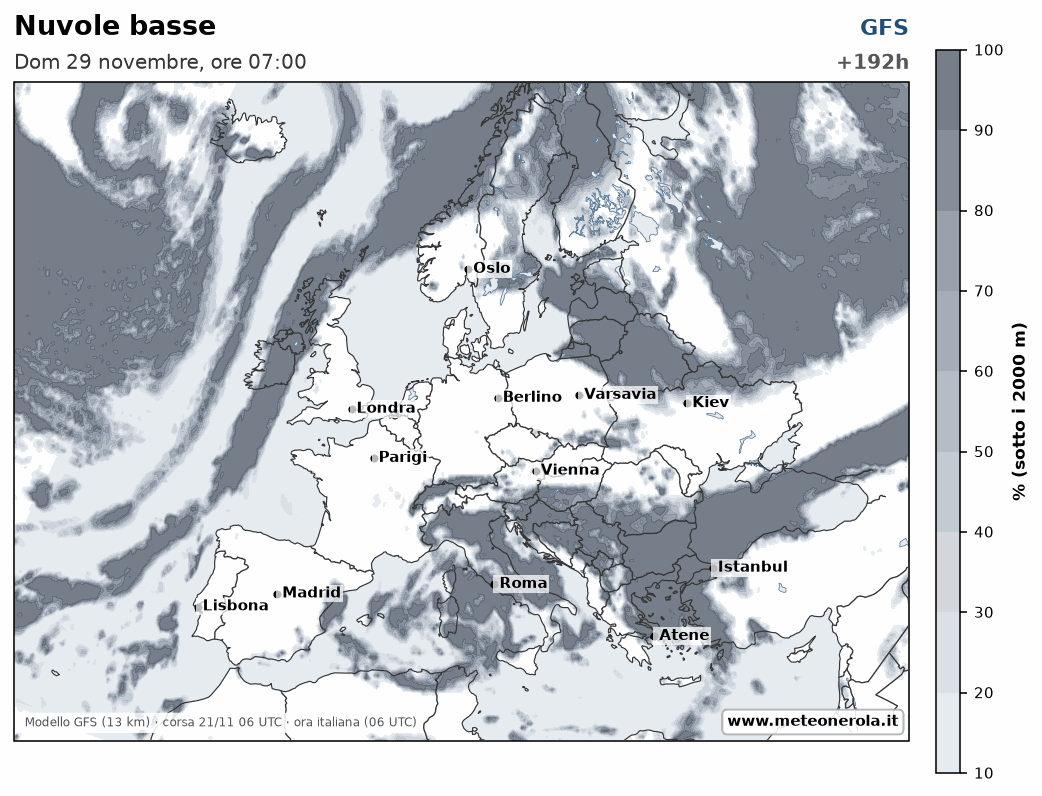 Nuvole basse
GFS
Dom 29 novembre, ore 07:00
+192h
100
90
80
70
60
50
40
30
20
10
% (sotto i 2000 m)
Oslo
Berlino
Varsavia
Kiev
Londra
Parigi
Vienna
Istanbul
Roma
Madrid
Lisbona
Atene
Modello GFS (13 km) · corsa 21/11 06 UTC · ora italiana (06 UTC)
www.meteonerola.it